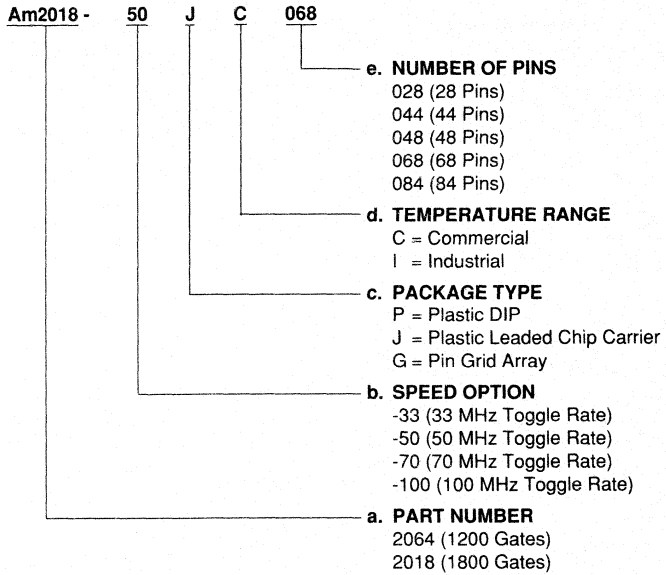 Am2018 - 50 J C 068
e. NUMBER OF PINS
028 (28 Pins)
044 (44 Pins)
048 (48 Pins)
068 (68 Pins)
084 (84 Pins)
d. TEMPERATURE RANGE
C = Commercial
I = Industrial
c. PACKAGE TYPE
P = Plastic DIP
J = Plastic Leaded Chip Carrier
G = Pin Grid Array
b. SPEED OPTION
-33 (33 MHz Toggle Rate)
-50 (50 MHz Toggle Rate)
-70 (70 MHz Toggle Rate)
-100 (100 MHz Toggle Rate)
a. PART NUMBER
2064 (1200 Gates)
2018 (1800 Gates)